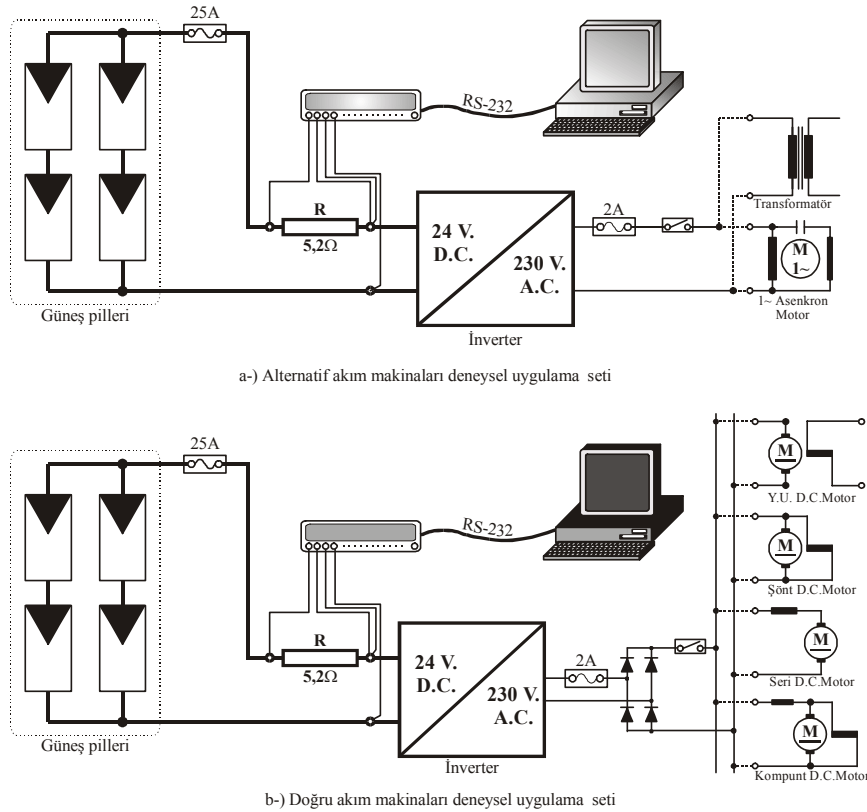 25A
RS-232
R
5,2Ω
24 V.
D.C.
230 V.
A.C.
2A
Transformatör
M
1~
1~ Asenkron
Motor
Güneş pilleri
İnverter
a-) Alternatif akım makinaları deneysel uygulama seti
25A
RS-232
R
5,2Ω
24 V.
D.C.
230 V.
A.C.
2A
M
Y.U. D.C.Motor
M
Şönt D.C.Motor
M
Seri D.C.Motor
M
Kompunt D.C.Motor
Güneş pilleri
İnverter
b-) Doğru akım makinaları deneysel uygulama seti